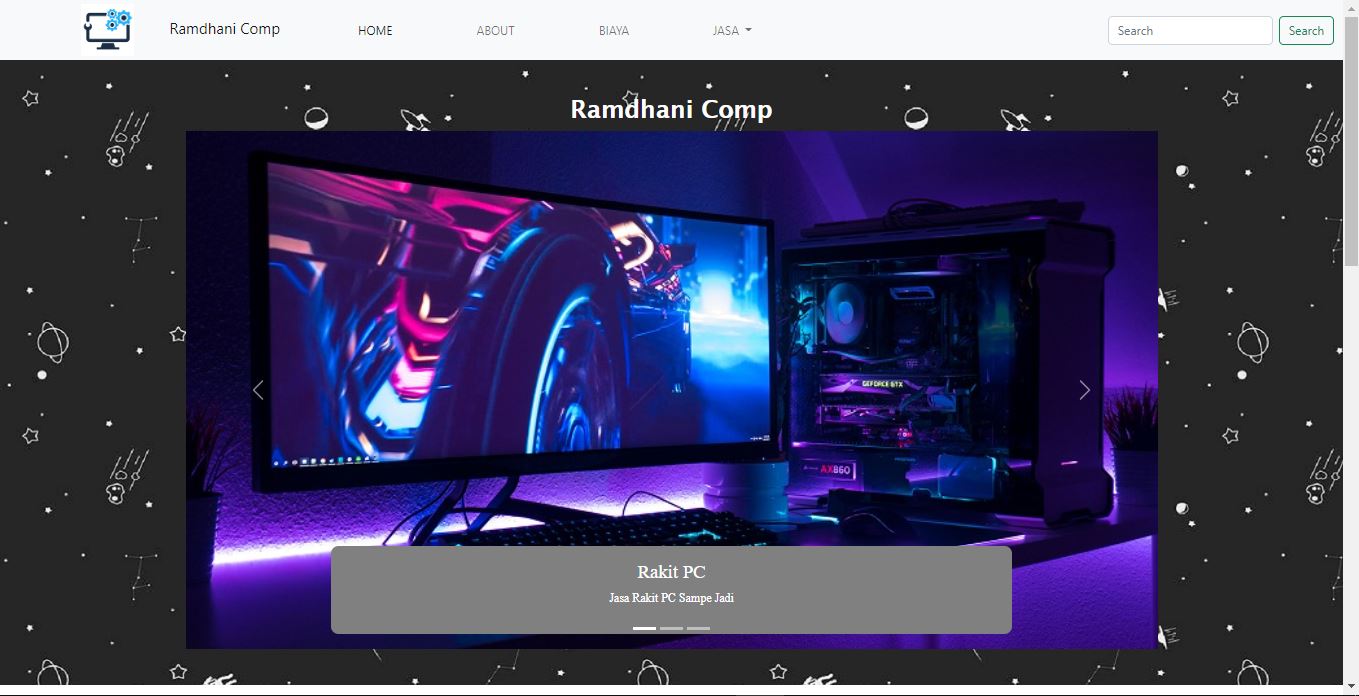 Ramdhani Comp
HOME
ABOUT
BIAYA
JASA
Search
Search
Ramdhani Comp
GEFORCE GTX
AX860
Rakit PC
Jasa Rakit PC Sampe Jadi